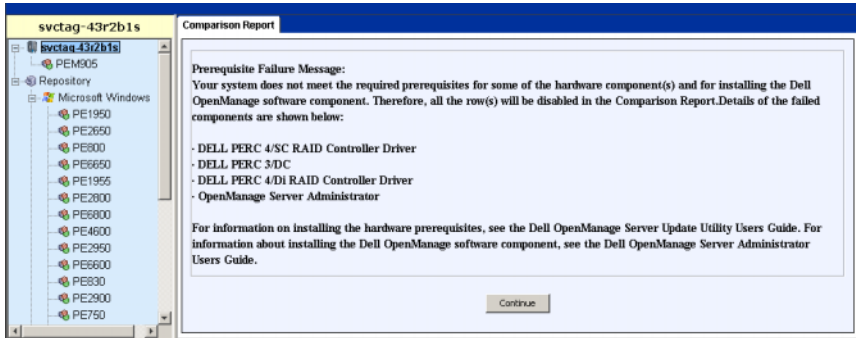 svctag-43r2b1s
svctag-43r2b1s
PEM905
Repository
Microsoft Windows
PE1950
PE2650
PE800
PE6650
PE1955
PE2800
PE6800
PE4600
PE2950
PE6600
PE830
PE2900
PE750
Comparison Report
Prerequisite Failure Message:
Your system does not meet the required prerequisites for some of the hardware component(s) and for installing the Dell
OpenManage software component. Therefore, all the row(s) will be disabled in the Comparison Report.Details of the failed
components are shown below:
· DELL PERC 4/SC RAID Controller Driver
· DELL PERC 3/DC
· DELL PERC 4/Di RAID Controller Driver
· OpenManage Server Administrator
For information on installing the hardware prerequisites, see the Dell OpenManage Server Update Utility Users Guide. For
information about installing the Dell OpenManage software component, see the Dell OpenManage Server Administrator
Users Guide.
Continue